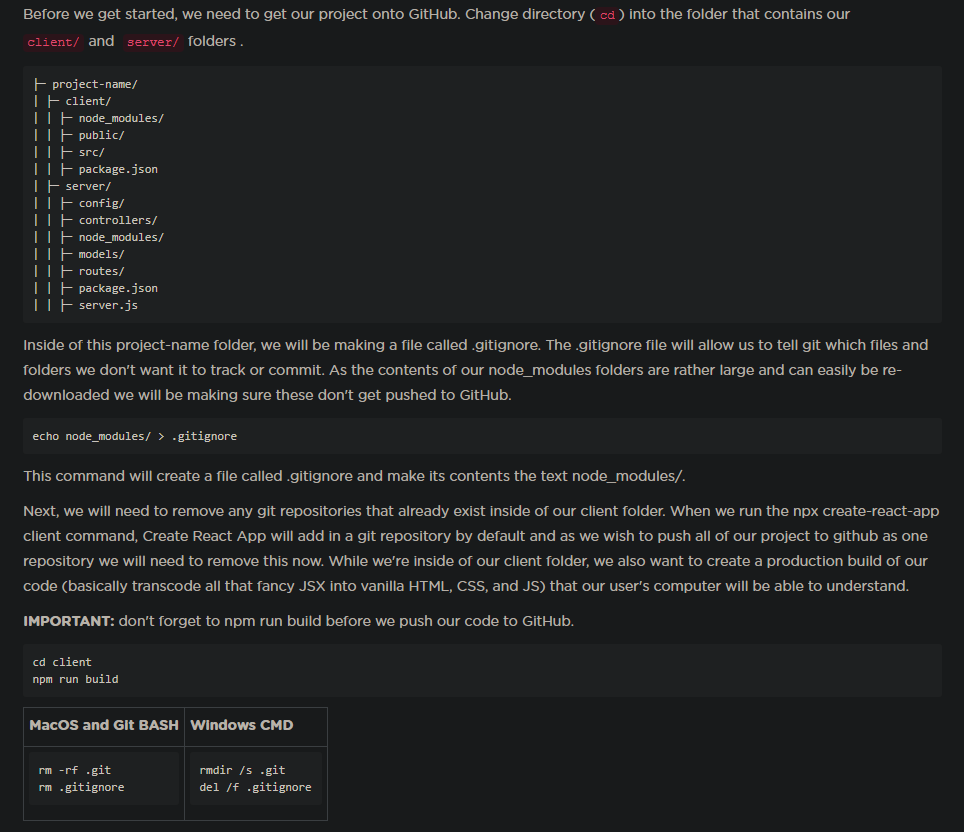 Before we get started, we need to get our project onto GitHub. Change directory ( cd ) into the folder that contains our
client/ and server/ folders .
├─ project-name/
| ├─ client/
| | ├─ node_modules/
| | ├─ public/
| | ├─ src/
| | ├─ package.json
| ├─ server/
| | ├─ config/
| | ├─ controllers/
| | ├─ node_modules/
| | ├─ models/
| | ├─ routes/
| | ├─ package.json
| | ├─ server.js
Inside of this project-name folder, we will be making a file called .gitignore. The .gitignore file will allow us to tell git which files and
folders we don't want it to track or commit. As the contents of our node_modules folders are rather large and can easily be re-
downloaded we will be making sure these don't get pushed to GitHub.
echo node_modules/ > .gitignore
This command will create a file called .gitignore and make its contents the text node_modules/.
Next, we will need to remove any git repositories that already exist inside of our client folder. When we run the npx create-react-app
client command, Create React App will add in a git repository by default and as we wish to push all of our project to github as one
repository we will need to remove this now. While we're inside of our client folder, we also want to create a production build of our
code (basically transcode all that fancy JSX into vanilla HTML, CSS, and JS) that our user's computer will be able to understand.
IMPORTANT: don't forget to npm run build before we push our code to GitHub.
cd client
npm run build
MacOS and Git BASH Windows CMD
rm -rf .git rmdir /s .git
rm .gitignore del /f .gitignore